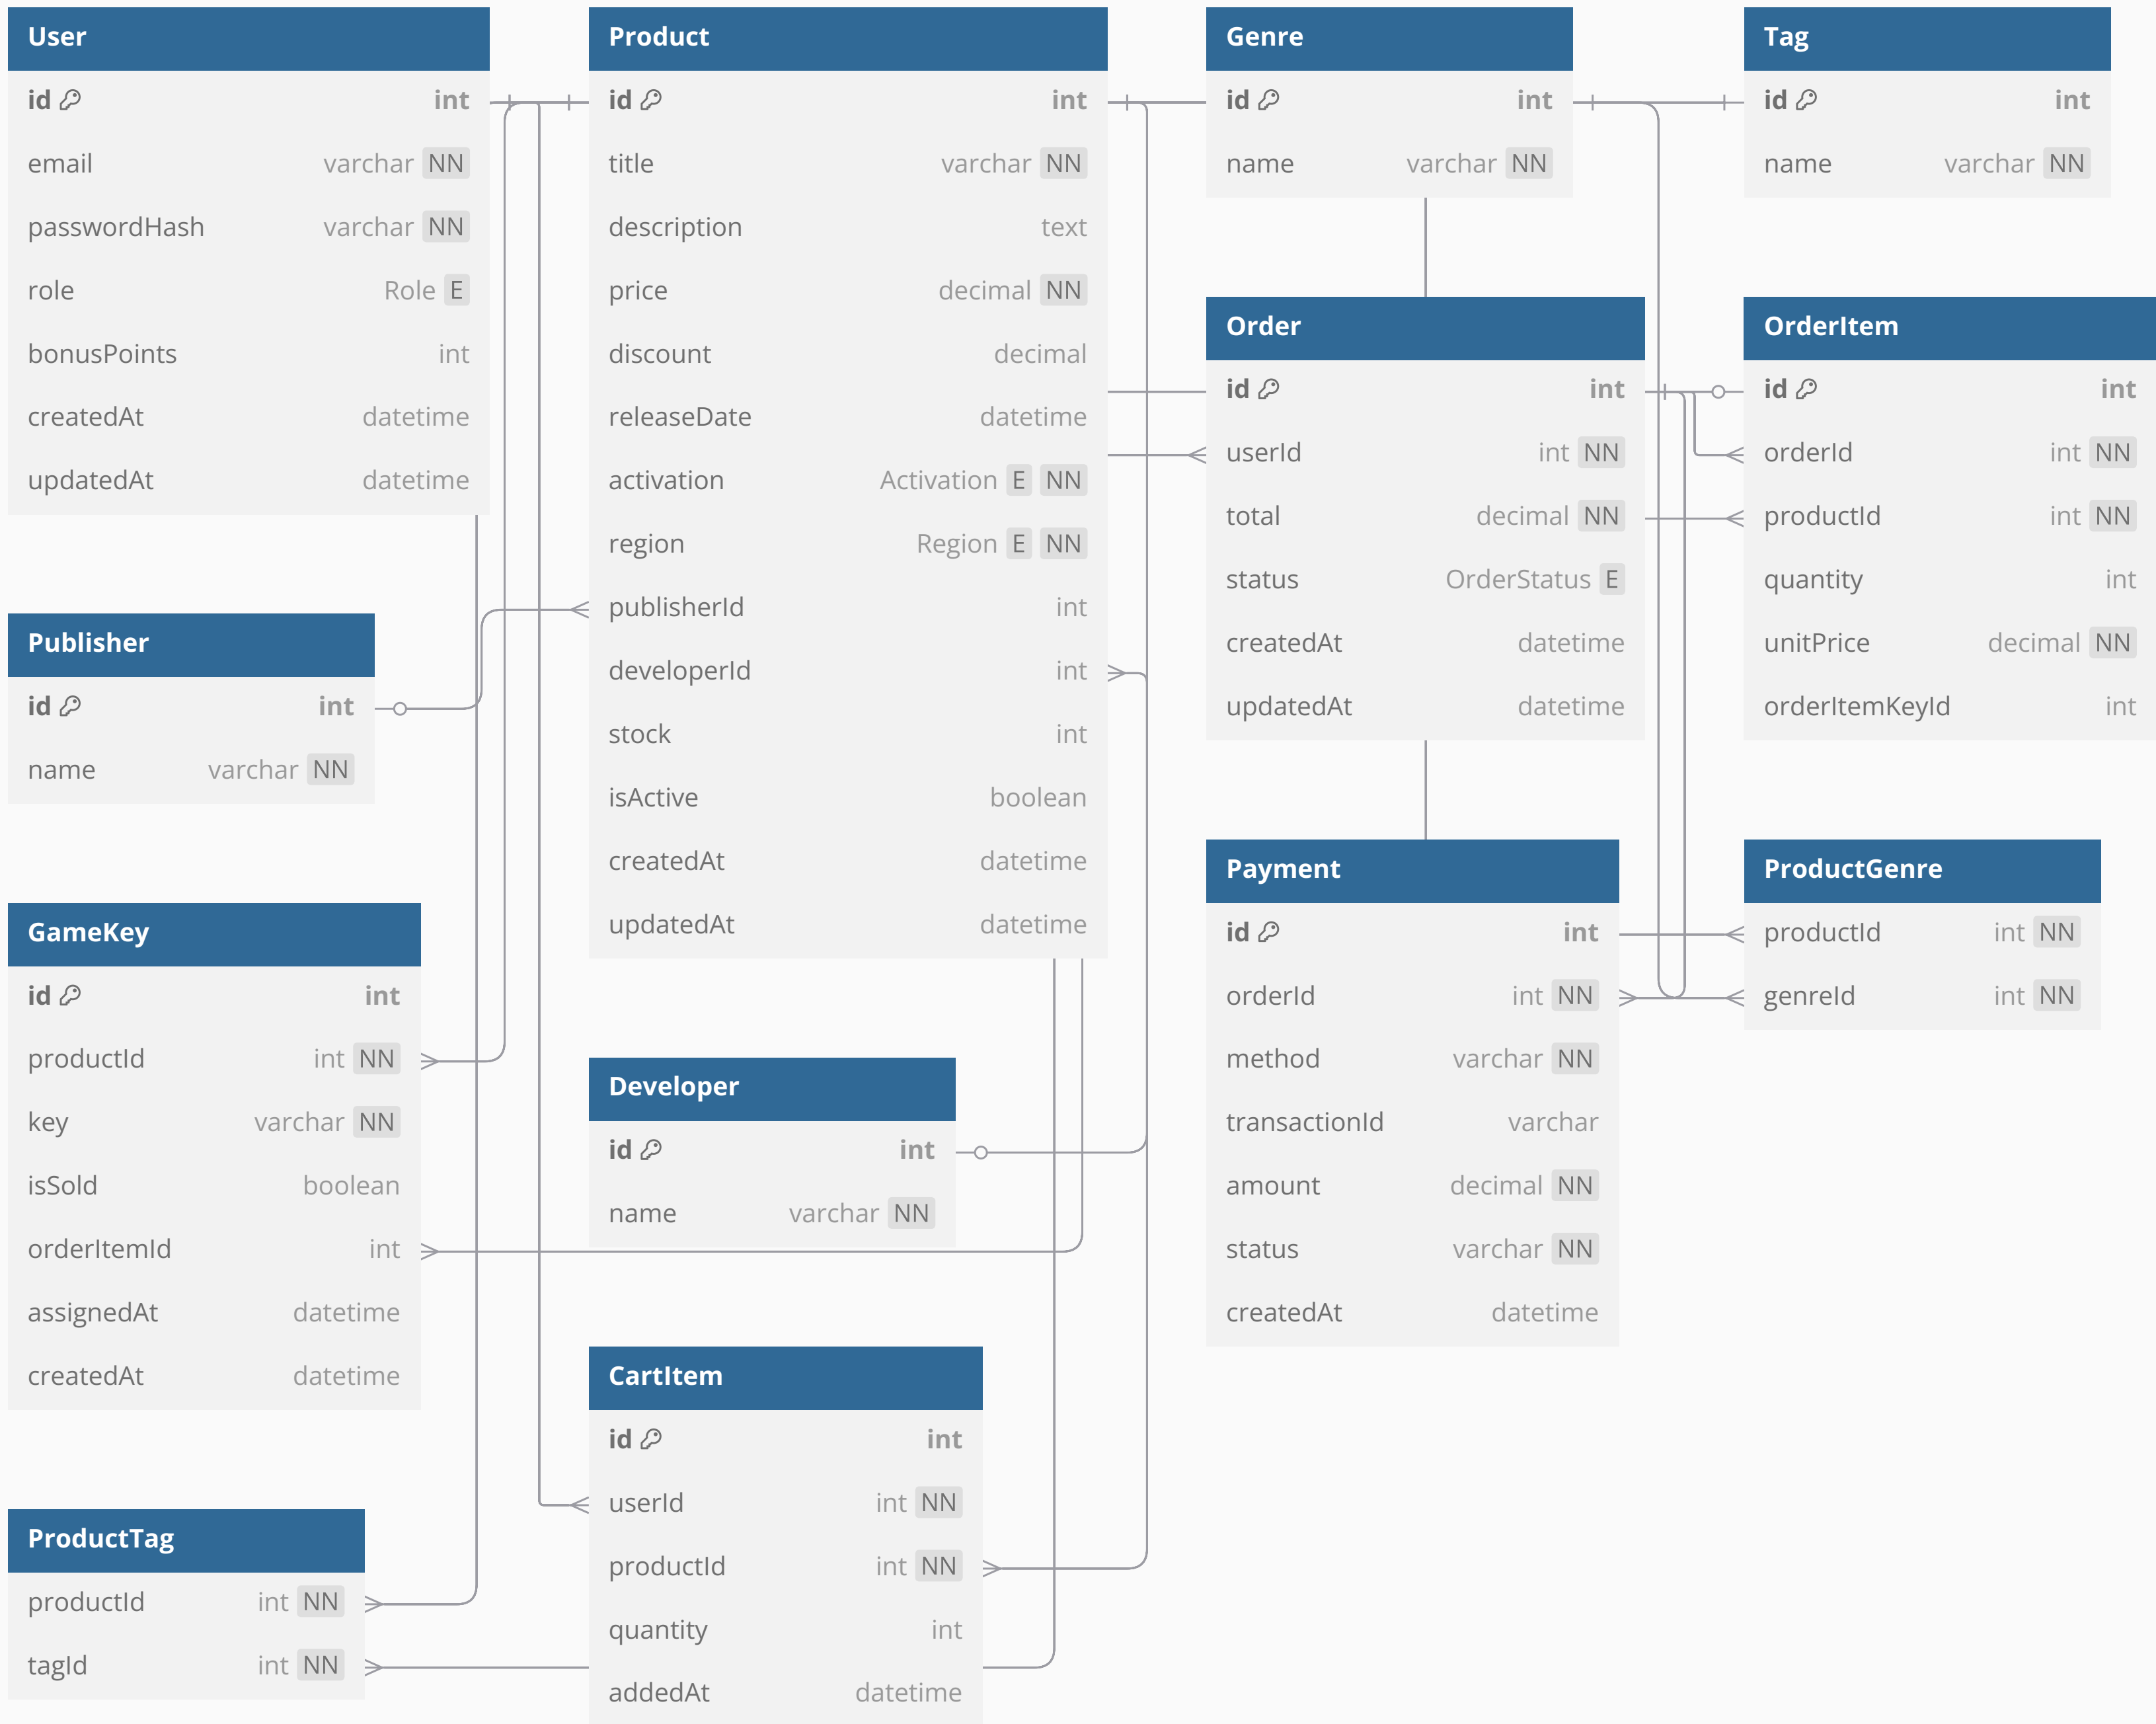 User
id int
email varchar NN
passwordHash varchar NN
role Role E
bonusPoints int
createdAt datetime
updatedAt datetime
Publisher
id int
name varchar NN
GameKey
id int
productId int NN
key varchar NN
isSold boolean
orderItemId int
assignedAt datetime
createdAt datetime
ProductTag
productId int NN
tagId int NN
Product
id int
title varchar NN
description text
price decimal NN
discount decimal
releaseDate datetime
activation Activation E NN
region Region E NN
publisherId int
developerId int
stock int
isActive boolean
createdAt datetime
updatedAt datetime
Developer
id int
name varchar NN
CartItem
id int
userId int NN
productId int NN
quantity int
addedAt datetime
Genre
id int
name varchar NN
Order
id int
userId int NN
total decimal NN
status OrderStatus E
createdAt datetime
updatedAt datetime
Payment
id int
orderId int NN
method varchar NN
transactionId varchar
amount decimal NN
status varchar NN
createdAt datetime
Tag
id int
name varchar NN
OrderItem
id int
orderId int NN
productId int NN
quantity int
unitPrice decimal NN
orderItemKeyId int
ProductGenre
productId int NN
genreId int NN